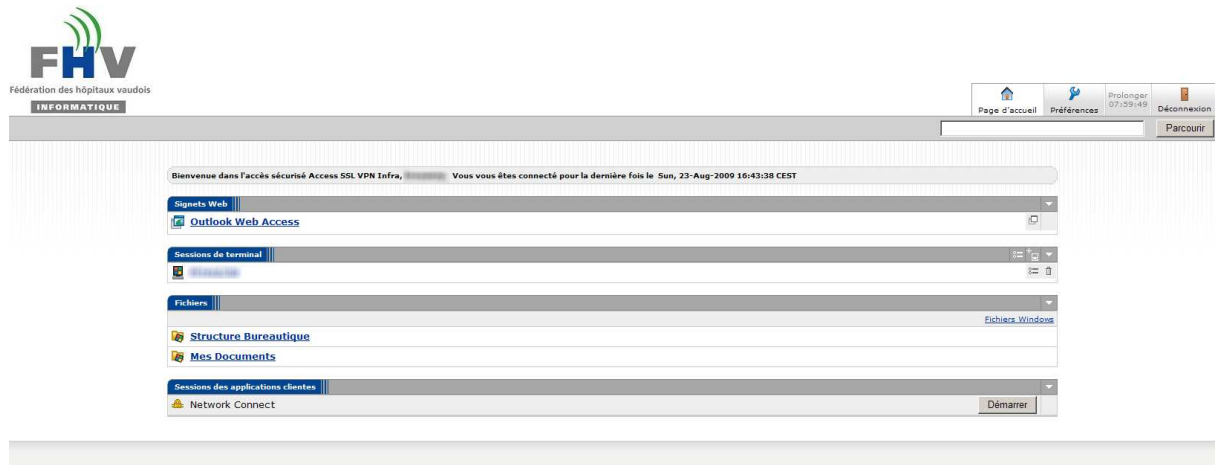 FHV
Fédération des hôpitaux vaudois
INFORMATIQUE
Page d'accueil
Préférences
Prolonger
07:59:49
Déconnexion
Parcourir
Bienvenue dans l'accès sécurisé Access SSL VPN Infra, Vous vous êtes connecté pour la dernière fois le Sun, 23-Aug-2009 16:43:38 CEST
Signets Web
Outlook Web Access
Sessions de terminal
Fichiers
Fichiers Windows
Structure Bureautique
Mes Documents
Sessions des applications clientes
Network Connect
Démarrer